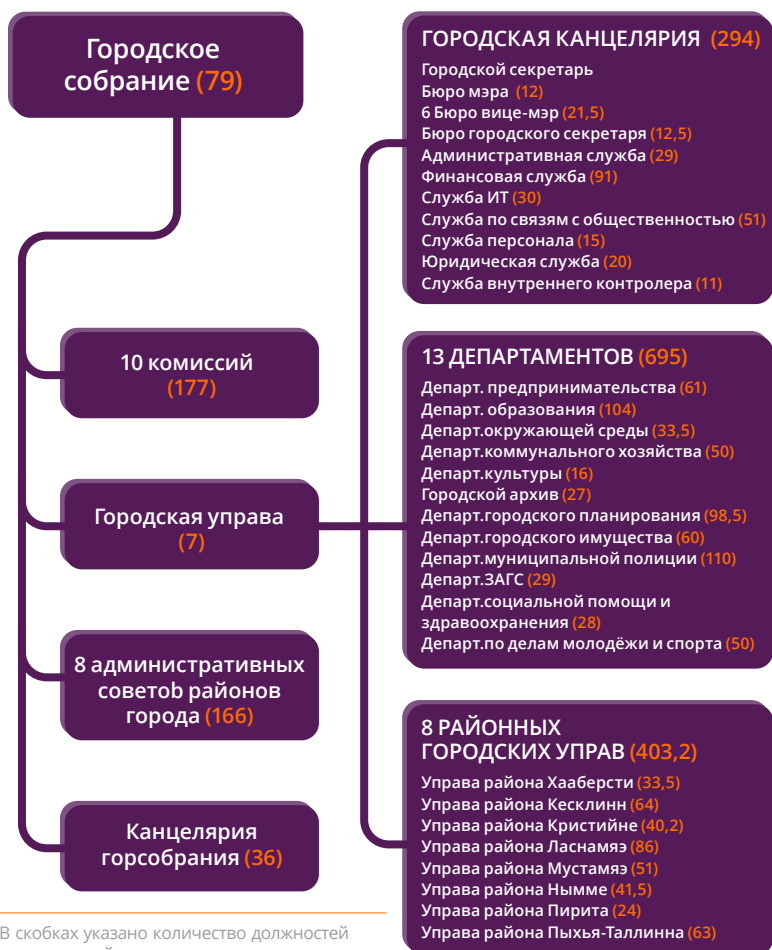 Городское
собрание (79)
10 комиссий
(177)
Городская управа
(7)
8 административных
советоb районов
города (166)
Канцелярия
горсобрания (36)
В скобках указано количество должностей
ГОРОДСКАЯ КАНЦЕЛЯРИЯ (294)
Городской секретарь
Бюро мэра (12)
6 Бюро вице-мэр (21,5)
Бюро городского секретаря (12,5)
Административная служба (29)
Финансовая служба (91)
Служба ИТ (30)
Служба по связям с общественностью (51)
Служба персонала (15)
Юридическая служба (20)
Служба внутреннего контролера (11)
13 ДЕПАРТАМЕНТОВ (695)
Департ. предпринимательства (61)
Департ. образования (104)
Департ.окружающей среды (33,5)
Департ.коммунального хозяйства (50)
Департ.культуры (16)
Городской архив (27)
Департ.городского планирования (98,5)
Департ.городского имущества (60)
Департ.муниципальной полиции (110)
Департ.ЗАГС (29)
Департ.социальной помощи и
здравоохранения (28)
Департ.по делам молодёжи и спорта (50)
8 РАЙОННЫХ
ГОРОДСКИХ УПРАВ (403,2)
Управа района Хааберсти (33,5)
Управа района Кесклинн (64)
Управа района Кристийне (40,2)
Управа района Ласнамяэ (86)
Управа района Мустамяэ (51)
Управа района Нымме (41,5)
Управа района Пирита (24)
Управа района Пыхья-Таллинна (63)